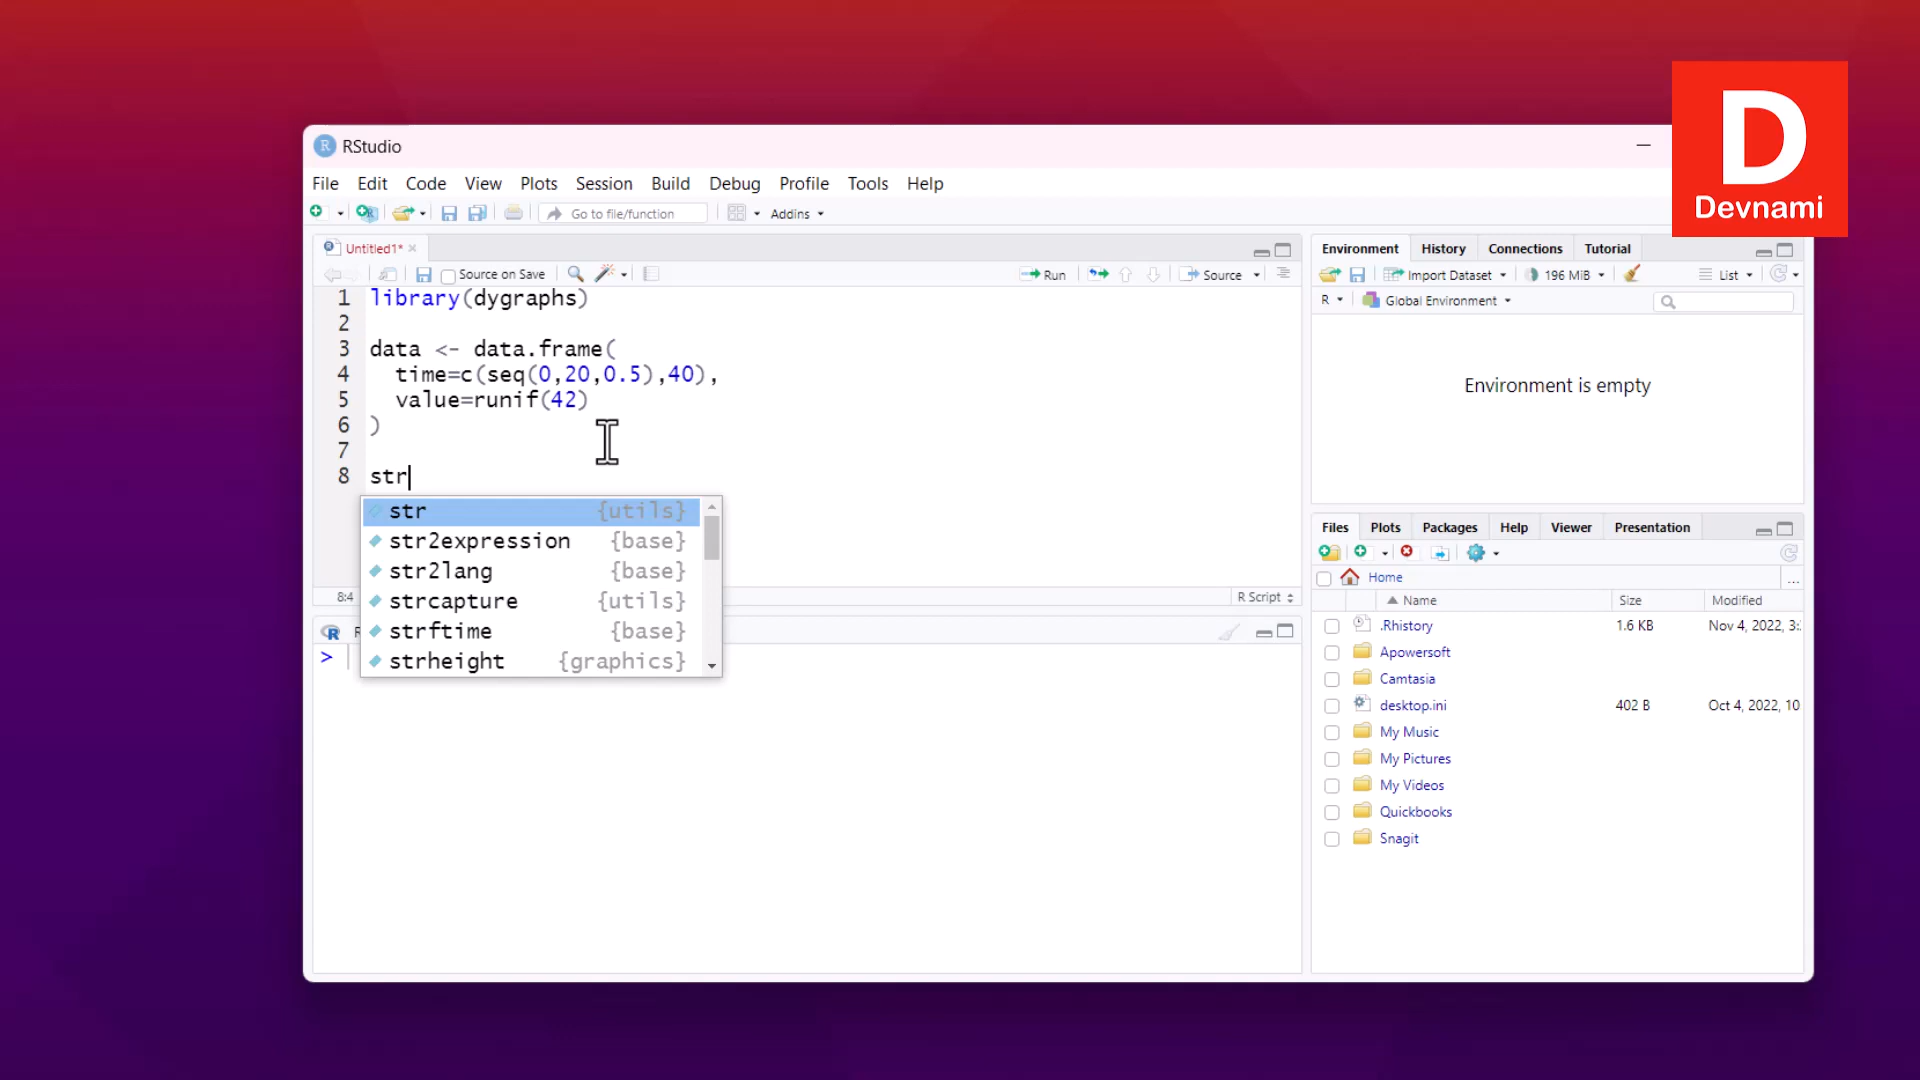 D
Devnami
RStudio
File Edit Code View Plots Session Build Debug Profile Tools Help
Go to file/function Addins
Untitled1*
Source on Save Run Source
1 library(dygraphs)
2
3 data <- data.frame(
4 time=c(seq(0,20,0.5),40),
5 value=runif(42)
6 )
7
8 str
str {utils}
str2expression {base}
str2lang {base}
strcapture {utils}
strftime {base}
strheight {graphics}
8:4 R Script
R
>
Environment History Connections Tutorial
Import Dataset 196 MiB List
R Global Environment
Environment is empty
Files Plots Packages Help Viewer Presentation
Home ...
Name Size Modified
.Rhistory 1.6 KB Nov 4, 2022, 3:
Apowersoft
Camtasia
desktop.ini 402 B Oct 4, 2022, 10
My Music
My Pictures
My Videos
Quickbooks
Snagit